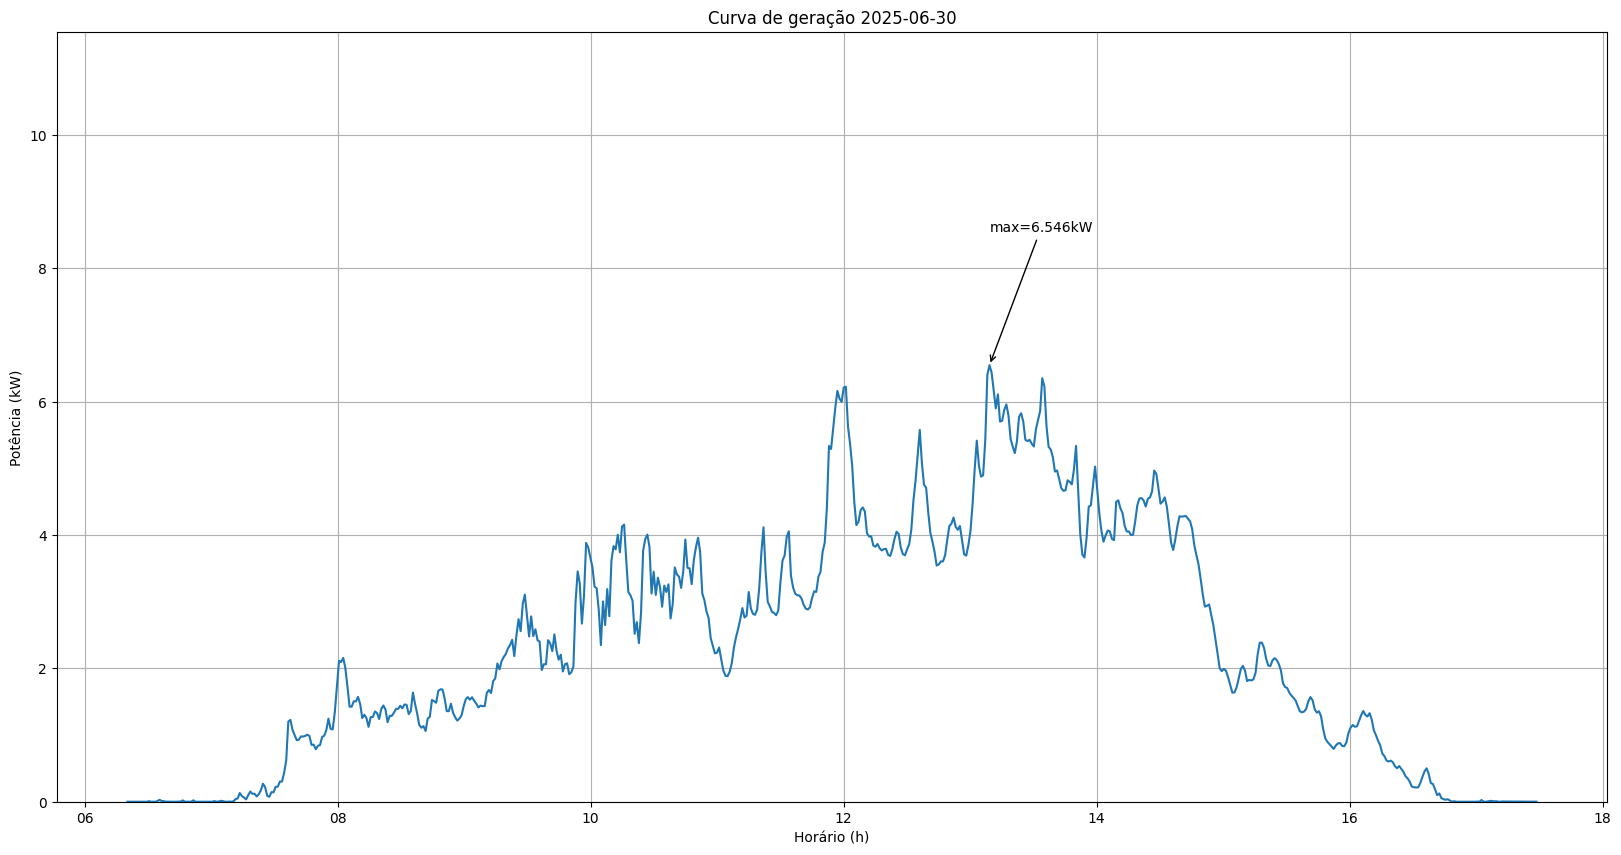 Curva de geração 2025-06-30
Potência (kW)
10
8
6
4
2
0
max=6.546kW
06 08 10 12 14 16 18
Horário (h)